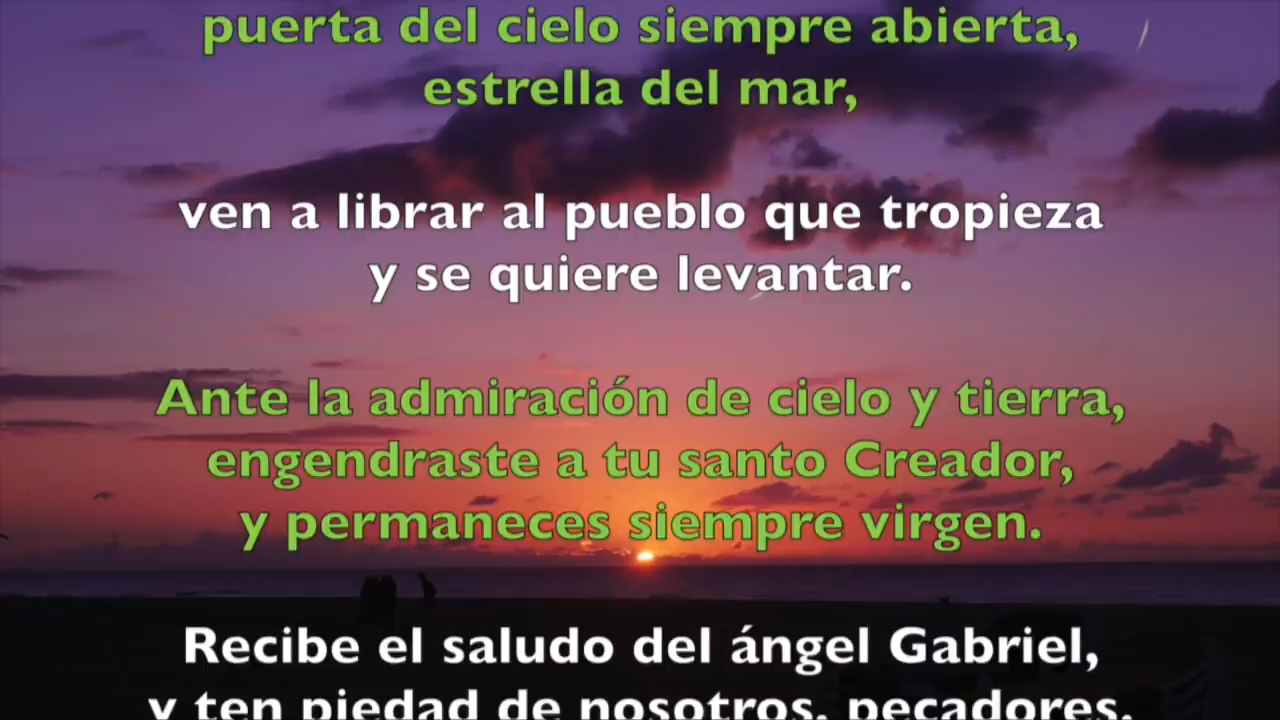 puerta del cielo siempre abierta,
estrella del mar,
ven a librar al pueblo que tropieza
y se quiere levantar.
Ante la admiración de cielo y tierra,
engendraste a tu santo Creador,
y permaneces siempre virgen.
Recibe el saludo del ángel Gabriel,
y ten piedad de nosotros, pecadores.